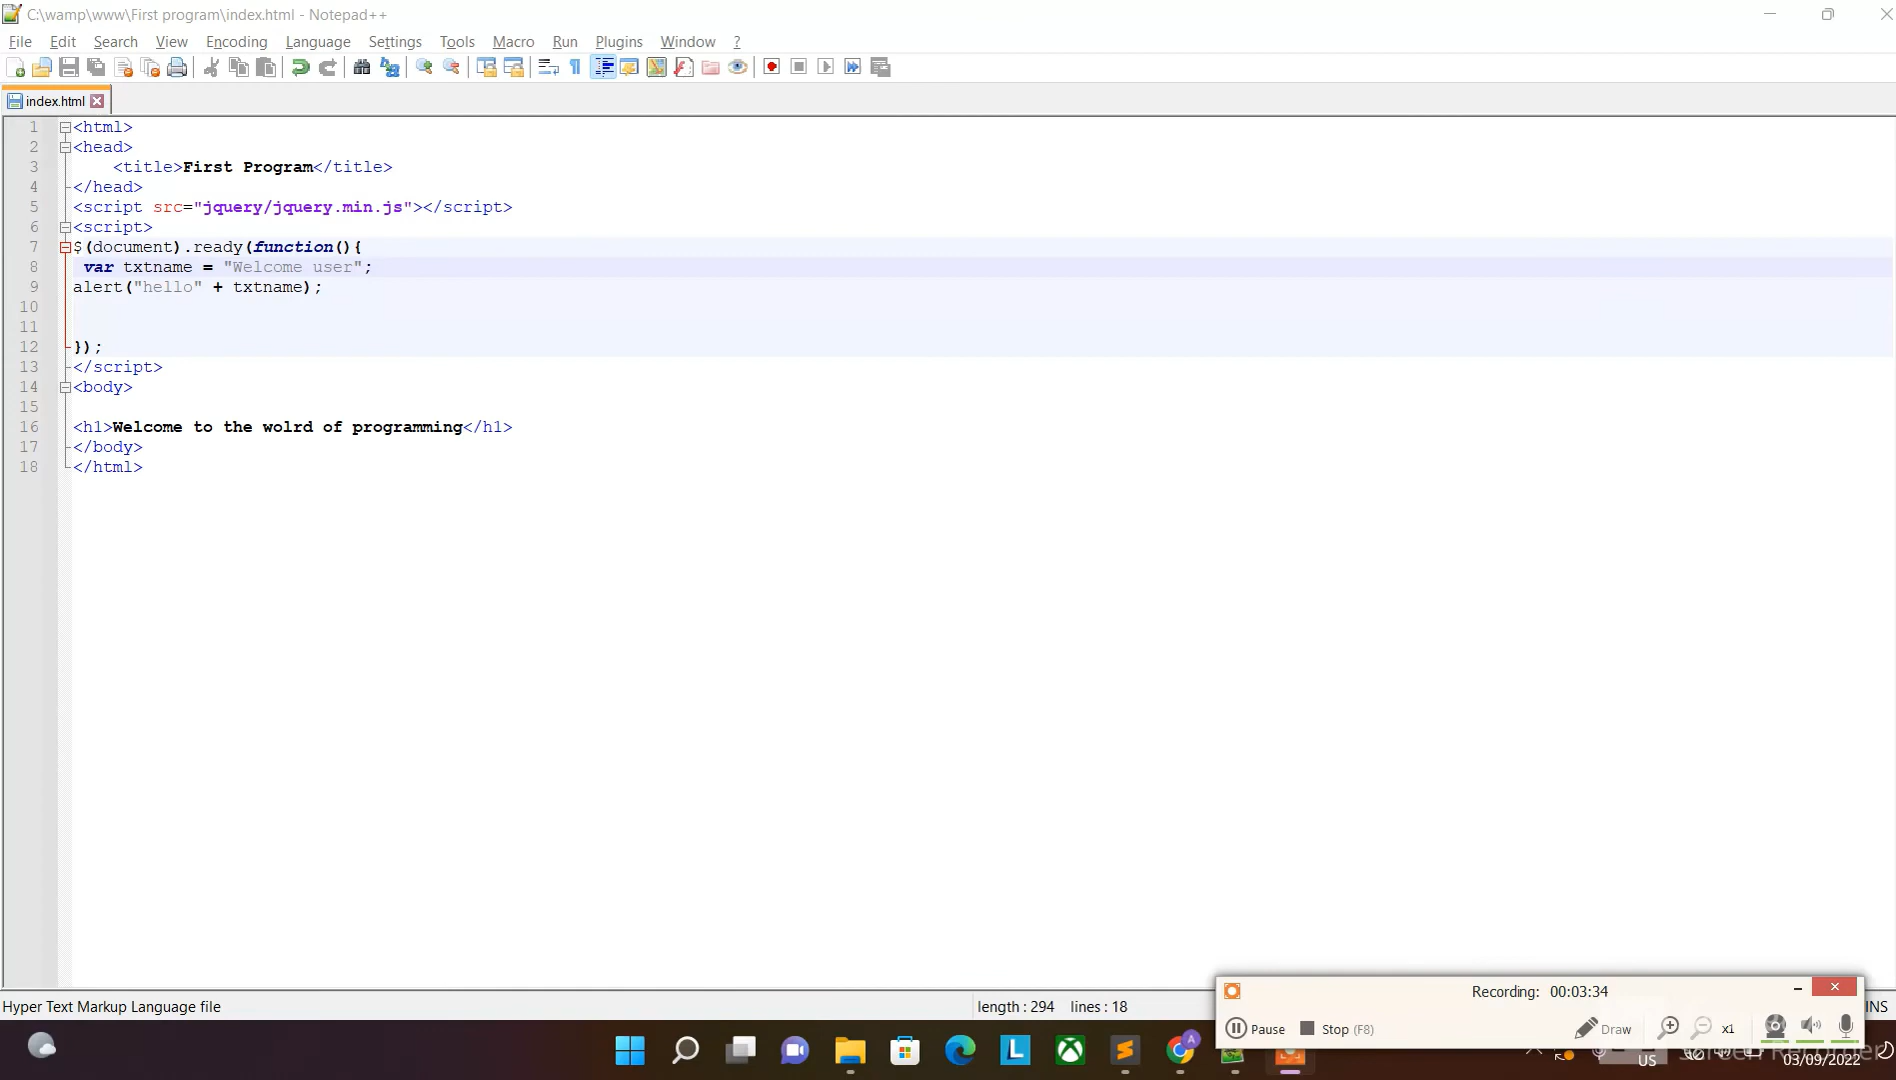 C:\wamp\www\First program\index.html - Notepad++
File Edit Search View Encoding Language Settings Tools Macro Run Plugins Window ?
index.html
1 <html>
2 <head>
3 <title>First Program</title>
4 </head>
5 <script src="jquery/jquery.min.js"></script>
6 <script>
7 $(document).ready(function(){
8 var txtname = "Welcome user";
9 alert("hello" + txtname);
10
11
12 });
13 </script>
14 <body>
15
16 <h1>Welcome to the wolrd of programming</h1>
17 </body>
18 </html>
Recording: 00:03:34
Hyper Text Markup Language file length : 294 lines : 18 INS
Pause Stop (F8) Draw x1
US 03/09/2022